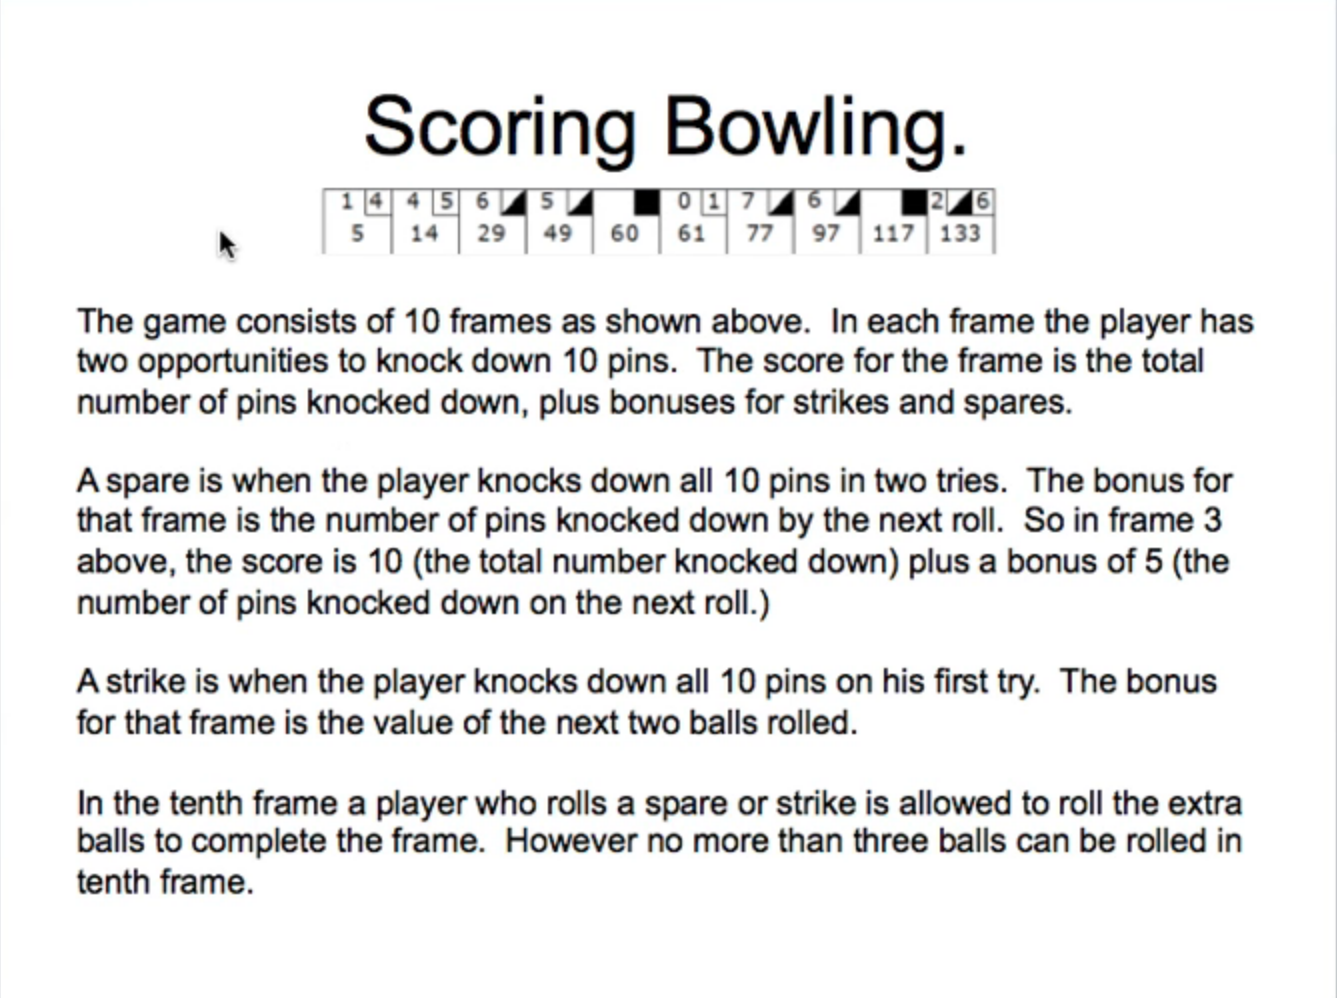 Scoring Bowling.
1 4 4 5 6 5 0 1 7 6 2 6
5 14 29 49 60 61 77 97 117 133
The game consists of 10 frames as shown above. In each frame the player has
two opportunities to knock down 10 pins. The score for the frame is the total
number of pins knocked down, plus bonuses for strikes and spares.
A spare is when the player knocks down all 10 pins in two tries. The bonus for
that frame is the number of pins knocked down by the next roll. So in frame 3
above, the score is 10 (the total number knocked down) plus a bonus of 5 (the
number of pins knocked down on the next roll.)
A strike is when the player knocks down all 10 pins on his first try. The bonus
for that frame is the value of the next two balls rolled.
In the tenth frame a player who rolls a spare or strike is allowed to roll the extra
balls to complete the frame. However no more than three balls can be rolled in
tenth frame.